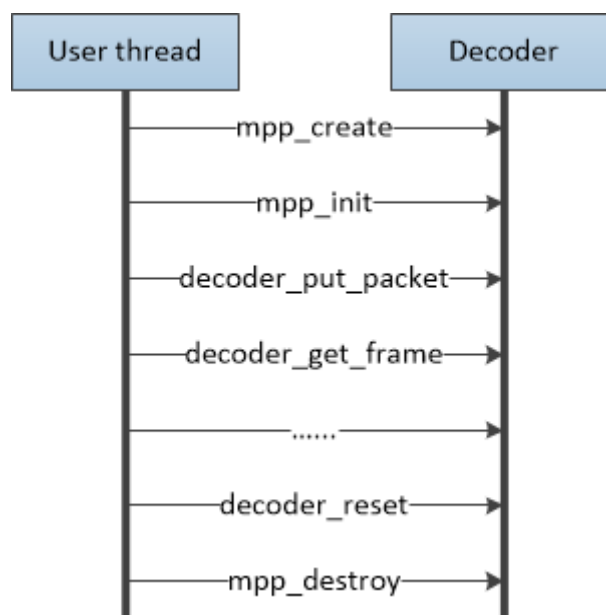 User thread
Decoder
mpp_create
mpp_init
decoder_put_packet
decoder_get_frame
......
decoder_reset
mpp_destroy